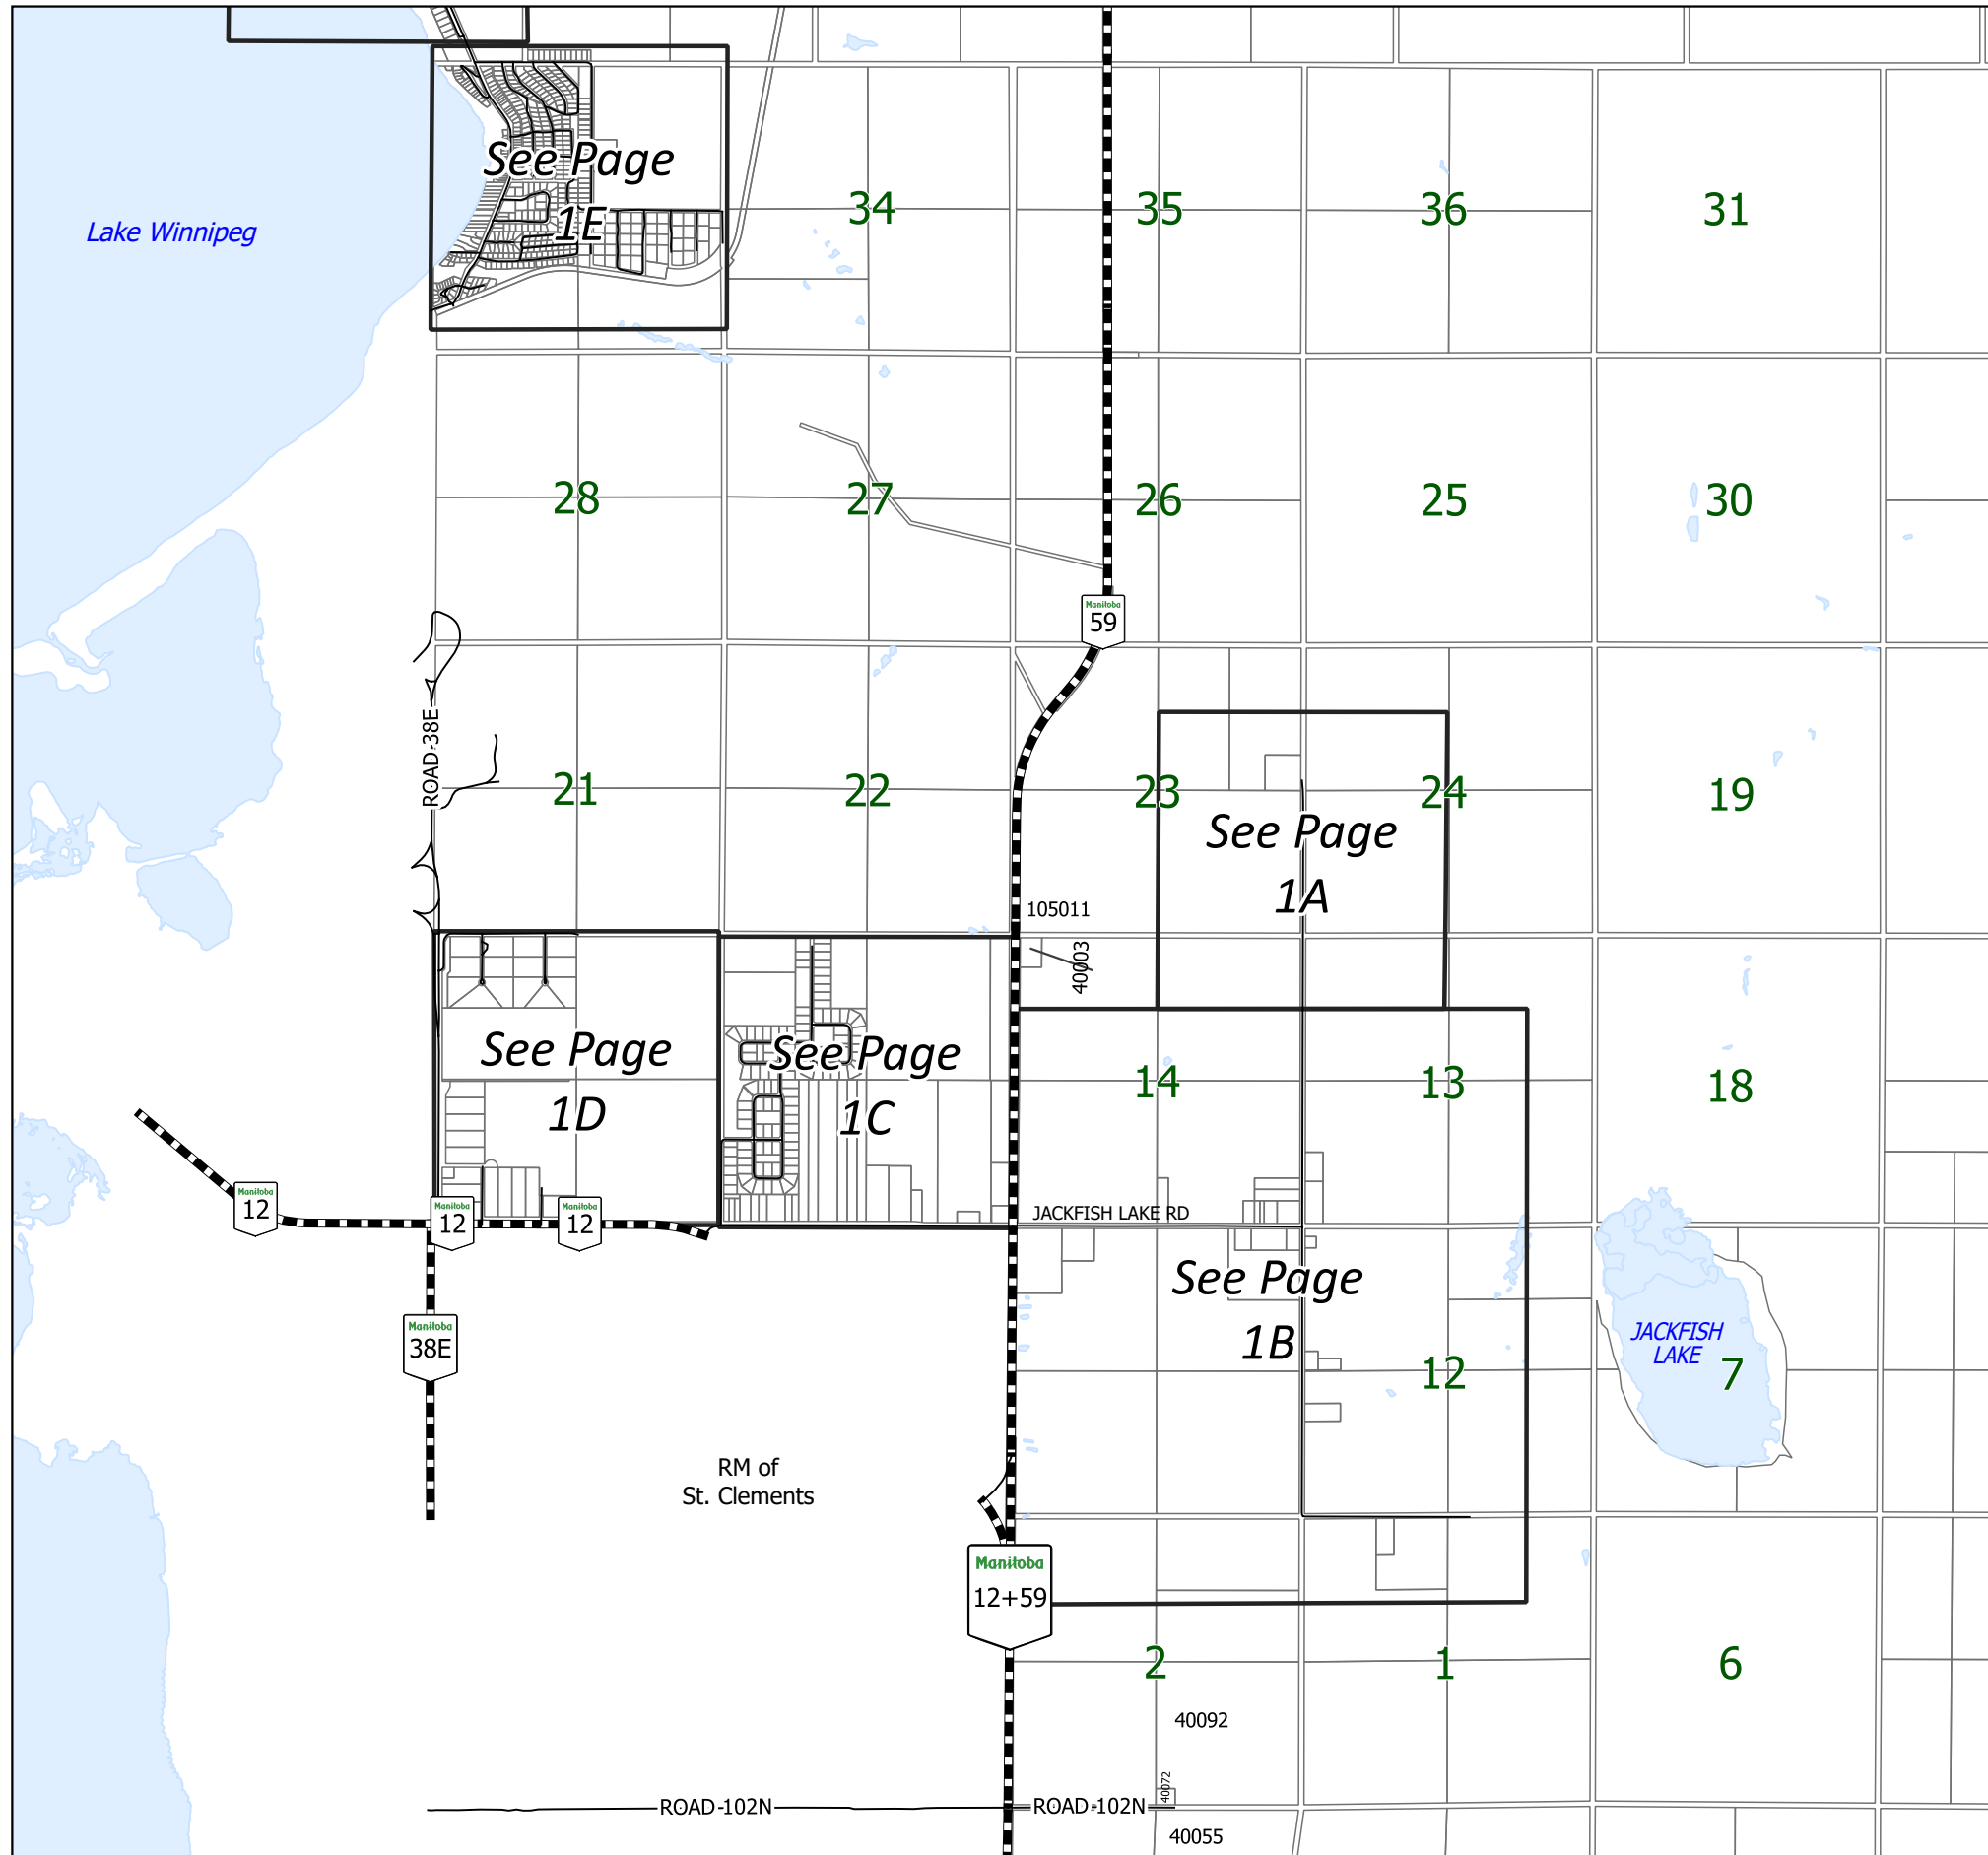 See Page
1E
Lake Winnipeg
34
35
36
31
28
27
26
25
30
Manitoba
59
ROAD 38E
21
22
23
24
19
See Page
1A
105011
40003
See Page
1D
See Page
1C
14
13
18
Manitoba
12
Manitoba
12
Manitoba
12
JACKFISH LAKE RD
See Page
1B
Manitoba
38E
JACKFISH
LAKE
7
12
RM of
St. Clements
Manitoba
12+59
2
1
6
40092
40072
ROAD 102N
ROAD 102N
40055